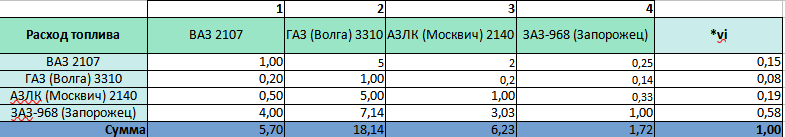 1 2 3 4
Расход топлива ВАЗ 2107 ГАЗ (Волга) 3310 АЗЛК (Москвич) 2140 ЗАЗ-968 (Запорожец) *vi
ВАЗ 2107 1,00 5 2 0,25 0,15
ГАЗ (Волга) 3310 0,20 1,00 0,2 0,14 0,08
АЗЛК (Москвич) 2140 0,50 5,00 1,00 0,33 0,19
ЗАЗ-968 (Запорожец) 4,00 7,14 3,03 1,00 0,58
Сумма 5,70 18,14 6,23 1,72 1,00